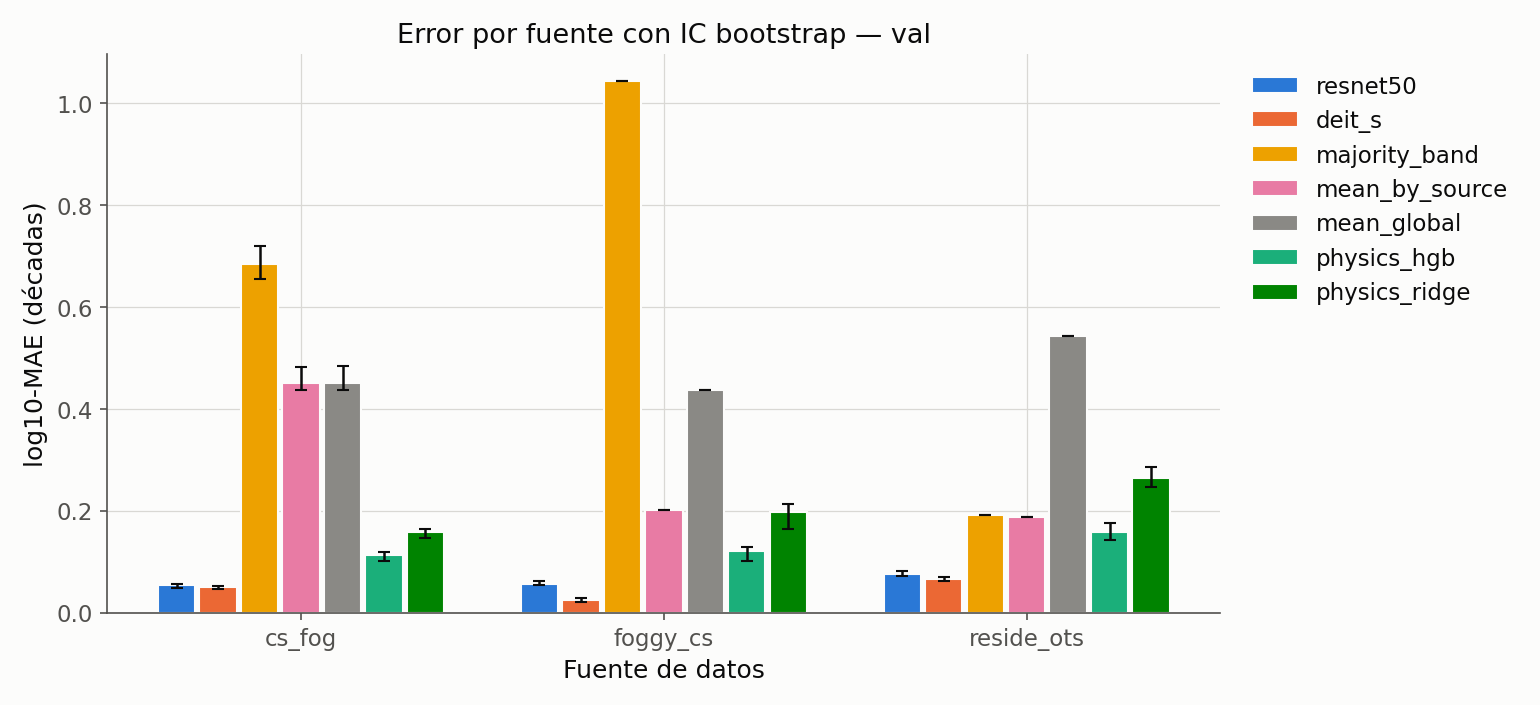 Error por fuente con IC bootstrap — val
log10-MAE (décadas)
1.0
0.8
0.6
0.4
0.2
0.0
cs_fog
foggy_cs
reside_ots
Fuente de datos
resnet50
deit_s
majority_band
mean_by_source
mean_global
physics_hgb
physics_ridge